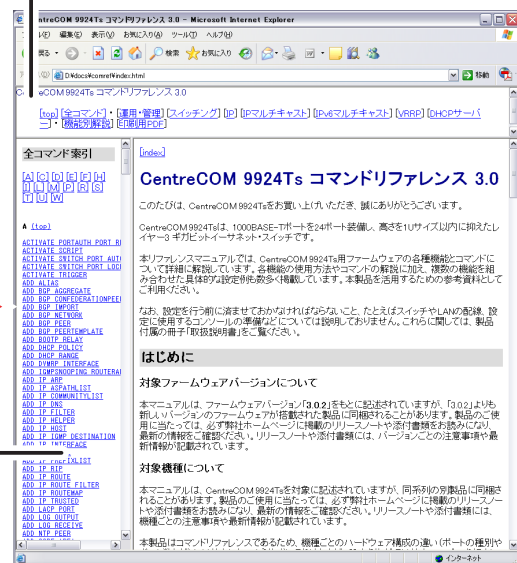 ntreCOM 9924Ts コマンドリファレンス 3.0 - Microsoft Internet Explorer
編集(E) 表示(V) お気に入り(A) ツール(T) ヘルプ(H)
戻る 検索 お気に入り
D:¥docs¥comref¥index.html 移動
eCOM 9924Ts コマンドリファレンス 3.0
[top] [全コマンド]・[運用・管理] [スイッチング] [IP] [IPマルチキャスト] [IPv6マルチキャスト] [VRRP] [DHCPサーバ
ー]・[機能別解説] [印刷用PDF]
全コマンド索引
[A] [C] [D] [E] [F] [H]
[I] [L] [M] [P] [R] [S]
[T] [U] [W]
A (top)
ACTIVATE PORTAUTH PORT R
ACTIVATE SCRIPT
ACTIVATE SWITCH PORT AUT
ACTIVATE SWITCH PORT LOC
ACTIVATE TRIGGER
ADD ALIAS
ADD BGP AGGREGATE
ADD BGP CONFEDERATIONPEE
ADD BGP IMPORT
ADD BGP NETWORK
ADD BGP PEER
ADD BGP PEERTEMPLATE
ADD BOOTP RELAY
ADD DHCP POLICY
ADD DHCP RANGE
ADD DVMRP INTERFACE
ADD IGMPSNOOPING ROUTERA
ADD IP ARP
ADD IP ASPATHLIST
ADD IP COMMUNITYLIST
ADD IP DNS
ADD IP FILTER
ADD IP HELPER
ADD IP HOST
ADD IP IGMP DESTINATION
ADD IP INTERFACE
ADD IP PREFIXLIST
ADD IP RIP
ADD IP ROUTE
ADD IP ROUTE FILTER
ADD IP ROUTEMAP
ADD IP TRUSTED
ADD LACP PORT
ADD LOG OUTPUT
ADD LOG RECEIVE
ADD NTP PEER
[index]
CentreCOM 9924Ts コマンドリファレンス 3.0
このたびは、CentreCOM 9924Tsをお買い上げいただき、誠にありがとうございます。
CentreCOM 9924Tsは、1000BASE-Tポートを24ポート装備し、高さを1Uサイズ以内に抑えたレ
イヤー3 ギガビットイーサネット・スイッチです。
本リファレンスマニュアルでは、CentreCOM 9924Ts用ファームウェアの各種機能とコマンドに
ついて詳細に解説しています。各機能の使用方法やコマンドの解説に加え、複数の機能を組
み合わせた具体的な設定例も数多く掲載しています。本製品を活用するための参考資料として
ご利用ください。
なお、設定を行う前に済ませておかなければならないこと、たとえばスイッチやLANの配線、設
定に使用するコンソールの準備などについては説明しておりません。これらに関しては、製品
付属の冊子「取扱説明書」をご覧ください。
はじめに
対象ファームウェアバージョンについて
本マニュアルは、ファームウェアバージョン「3.0.2」をもとに記述されていますが、「3.0.2」よりも
新しいバージョンのファームウェアが搭載された製品に同梱されることがあります。製品のご使
用に当たっては、必ず弊社ホームページに掲載のリリースノートや添付書類をお読みになり、
最新の情報をご確認ください。リリースノートや添付書類には、バージョンごとの注意事項や最
新情報が記載されています。
対象機種について
本マニュアルは、CentreCOM 9924Tsを対象に記述されていますが、同系列の別製品に同梱さ
れることがあります。製品のご使用に当たっては、必ず弊社ホームページに掲載のリリースノー
トや添付書類をお読みになり、最新の情報をご確認ください。リリースノートや添付書類には、
機種ごとの注意事項や最新情報が記載されています。
本製品はコマンドリファレンスであるため、機種ごとのハードウェア構成の違い(ポートの種別や
インターネット